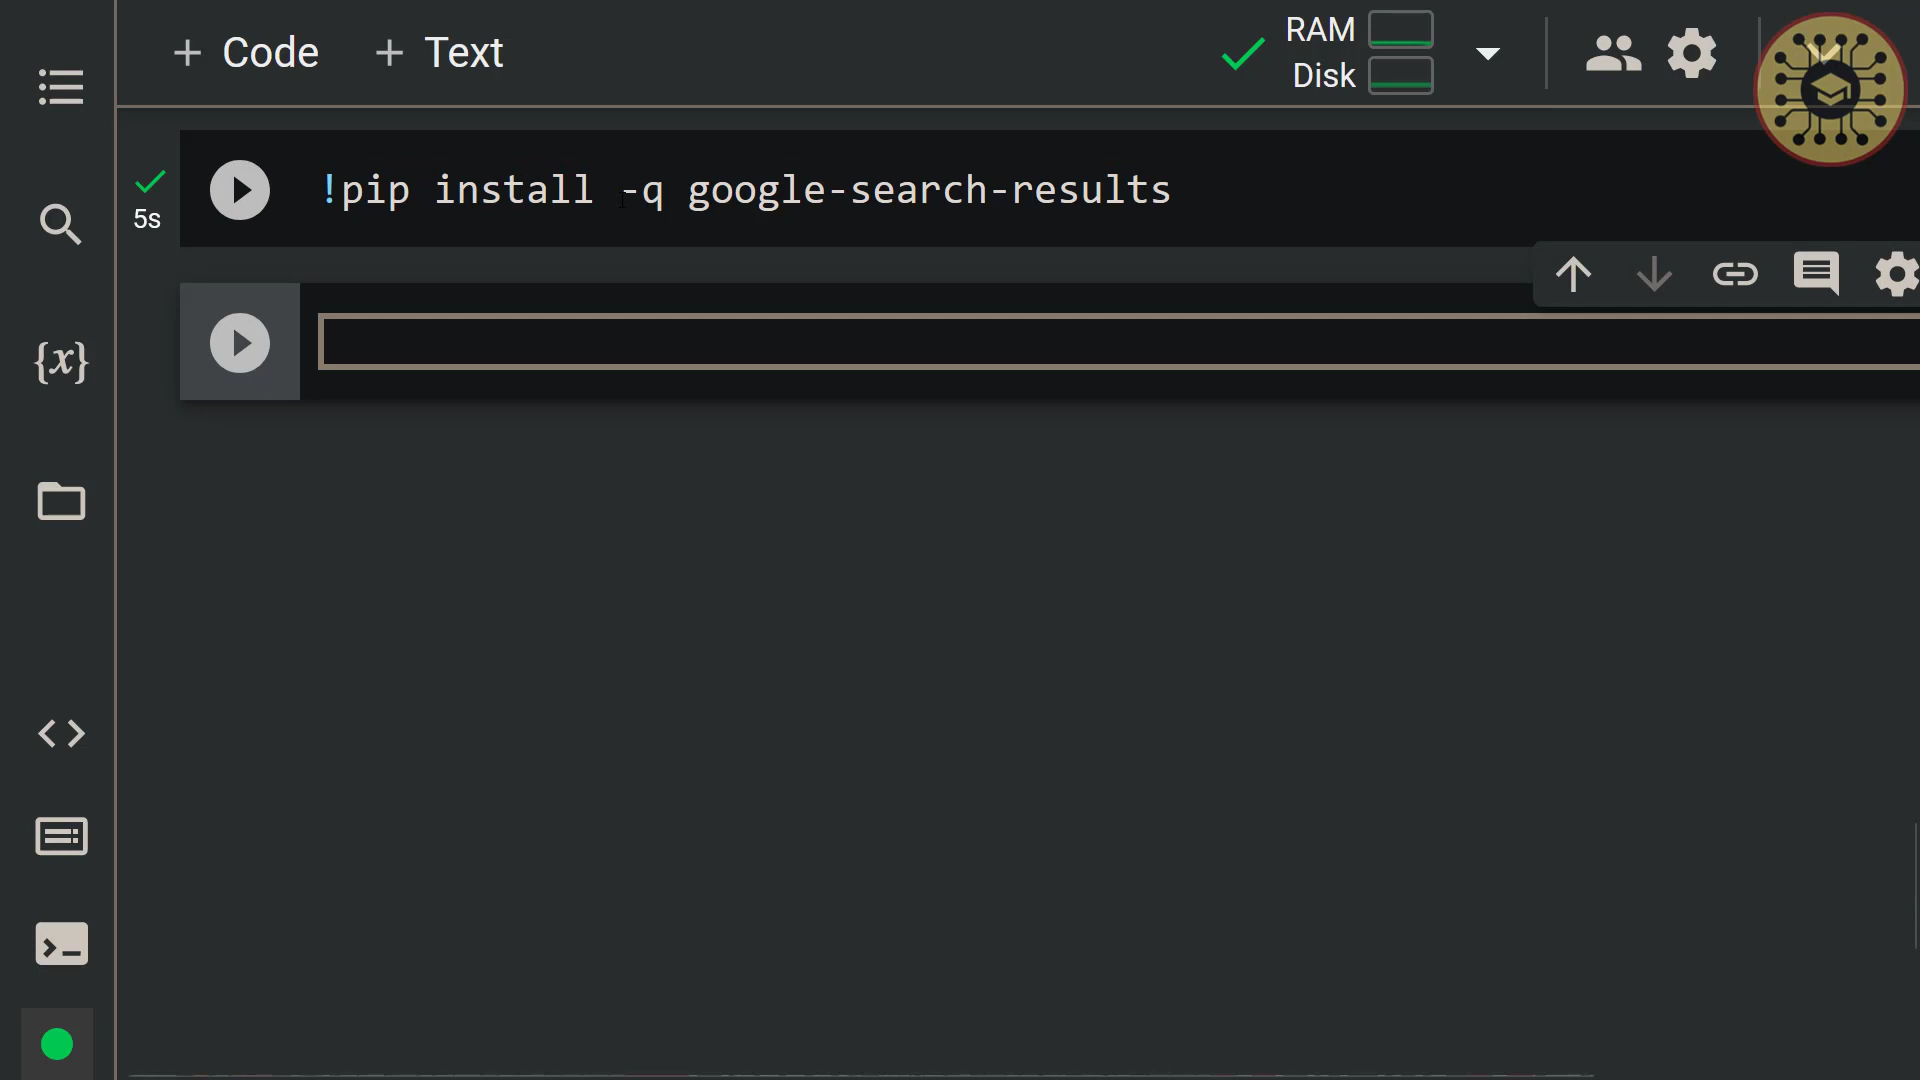 + Code + Text
RAM
Disk
5s
!pip install -q google-search-results
{x}